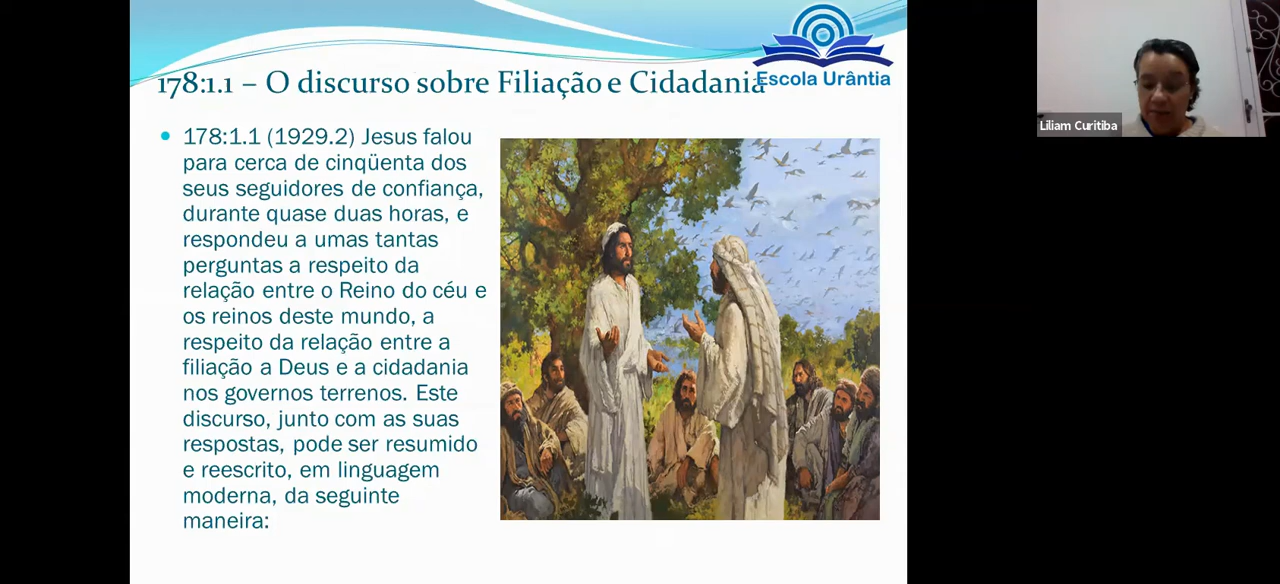 178:1.1 – O discurso sobre Filiação e Cidadania
Escola Urântia
178:1.1 (1929.2) Jesus falou
para cerca de cinqüenta dos
seus seguidores de confiança,
durante quase duas horas, e
respondeu a umas tantas
perguntas a respeito da
relação entre o Reino do céu e
os reinos deste mundo, a
respeito da relação entre a
filiação a Deus e a cidadania
nos governos terrenos. Este
discurso, junto com as suas
respostas, pode ser resumido
e reescrito, em linguagem
moderna, da seguinte
maneira:
Liliam Curitiba